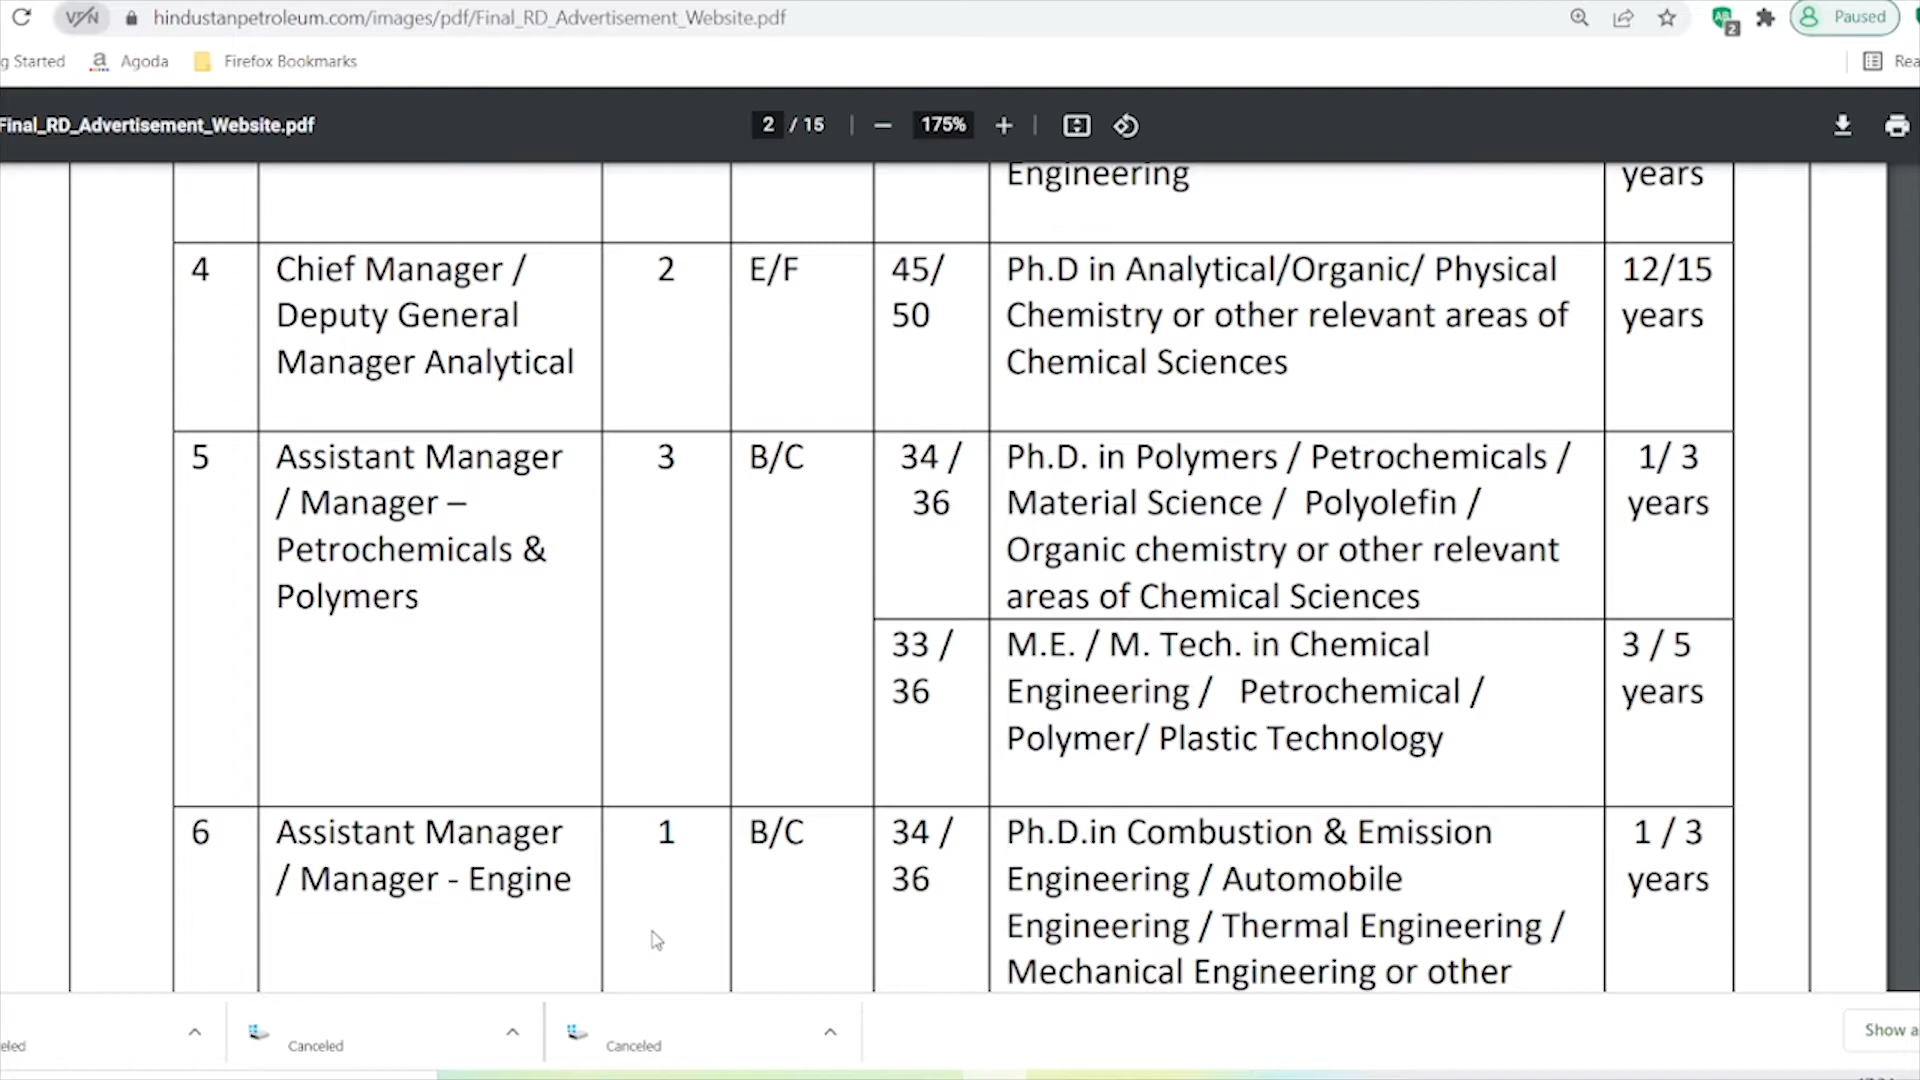 hindustanpetroleum.com/images/pdf/Final_RD_Advertisement_Website.pdf
2
Paused
g Started
Agoda
Firefox Bookmarks
Rea
Final_RD_Advertisement_Website.pdf
2 / 15
175%
Engineering
years
4
Chief Manager /
Deputy General
Manager Analytical
2
E/F
45/
50
Ph.D in Analytical/Organic/ Physical
Chemistry or other relevant areas of
Chemical Sciences
12/15
years
5
Assistant Manager
/ Manager –
Petrochemicals &
Polymers
3
B/C
34 /
36
Ph.D. in Polymers / Petrochemicals /
Material Science / Polyolefin /
Organic chemistry or other relevant
areas of Chemical Sciences
1/ 3
years
33 /
36
M.E. / M. Tech. in Chemical
Engineering / Petrochemical /
Polymer/ Plastic Technology
3 / 5
years
6
Assistant Manager
/ Manager - Engine
1
B/C
34 /
36
Ph.D.in Combustion & Emission
Engineering / Automobile
Engineering / Thermal Engineering /
Mechanical Engineering or other
1 / 3
years
eled
Canceled
Canceled
Show a